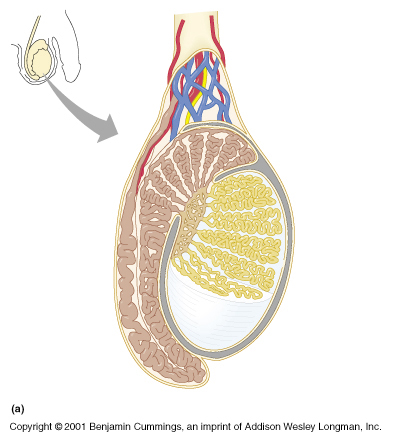 (a)
Copyright © 2001 Benjamin Cummings, an imprint of Addison Wesley Longman, Inc.